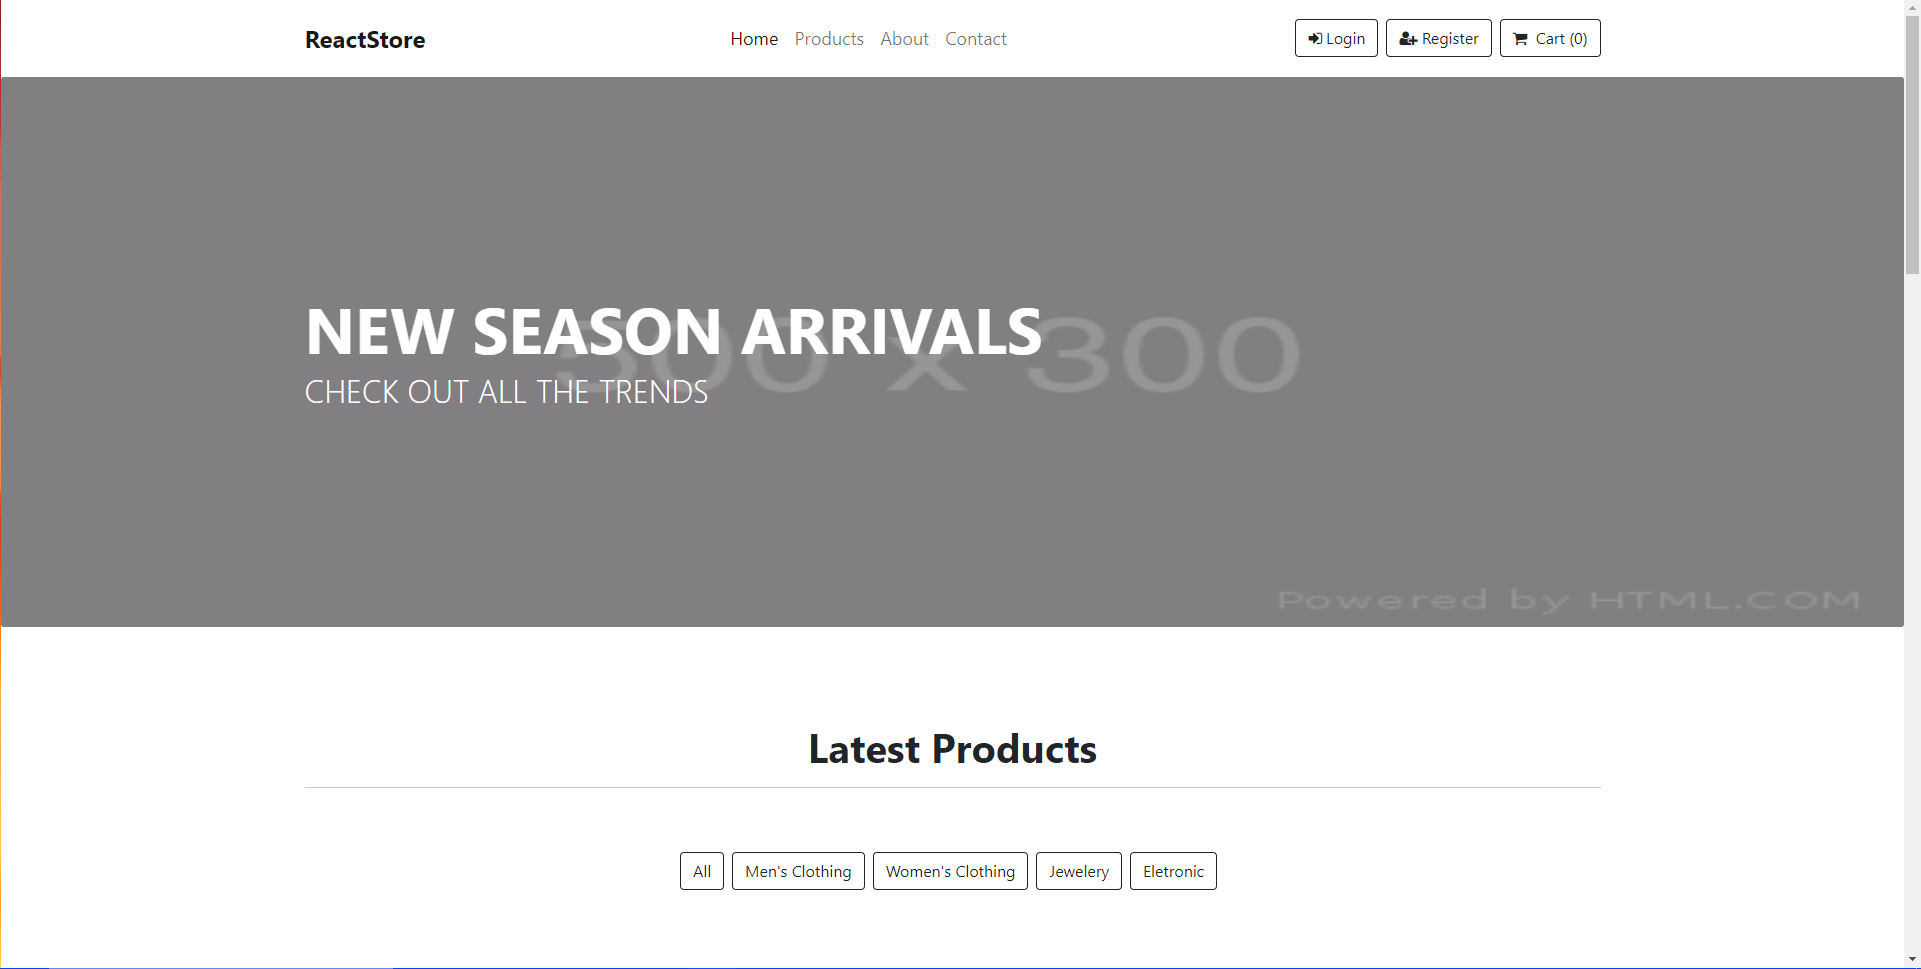 ReactStore
Home Products About Contact
Login Register Cart (0)
NEW SEASON ARRIVALS
300 x 300
CHECK OUT ALL THE TRENDS
Powered by HTML.COM
Latest Products
All Men's Clothing Women's Clothing Jewelery Eletronic